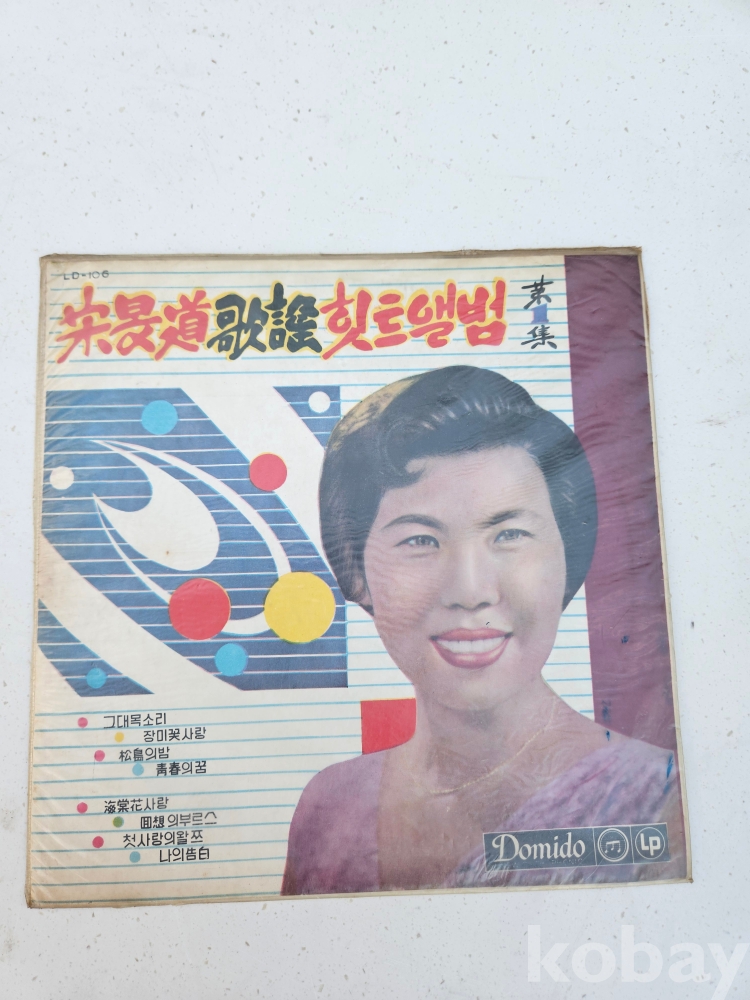 LD-106
宋旻道歌謠힛트앨범 第1集
그대목소리
장미꽃사랑
松島의밤
青春의꿈
海棠花사랑
回想의부르스
첫사랑의왈쯔
나의告白
Domido LP
kobay